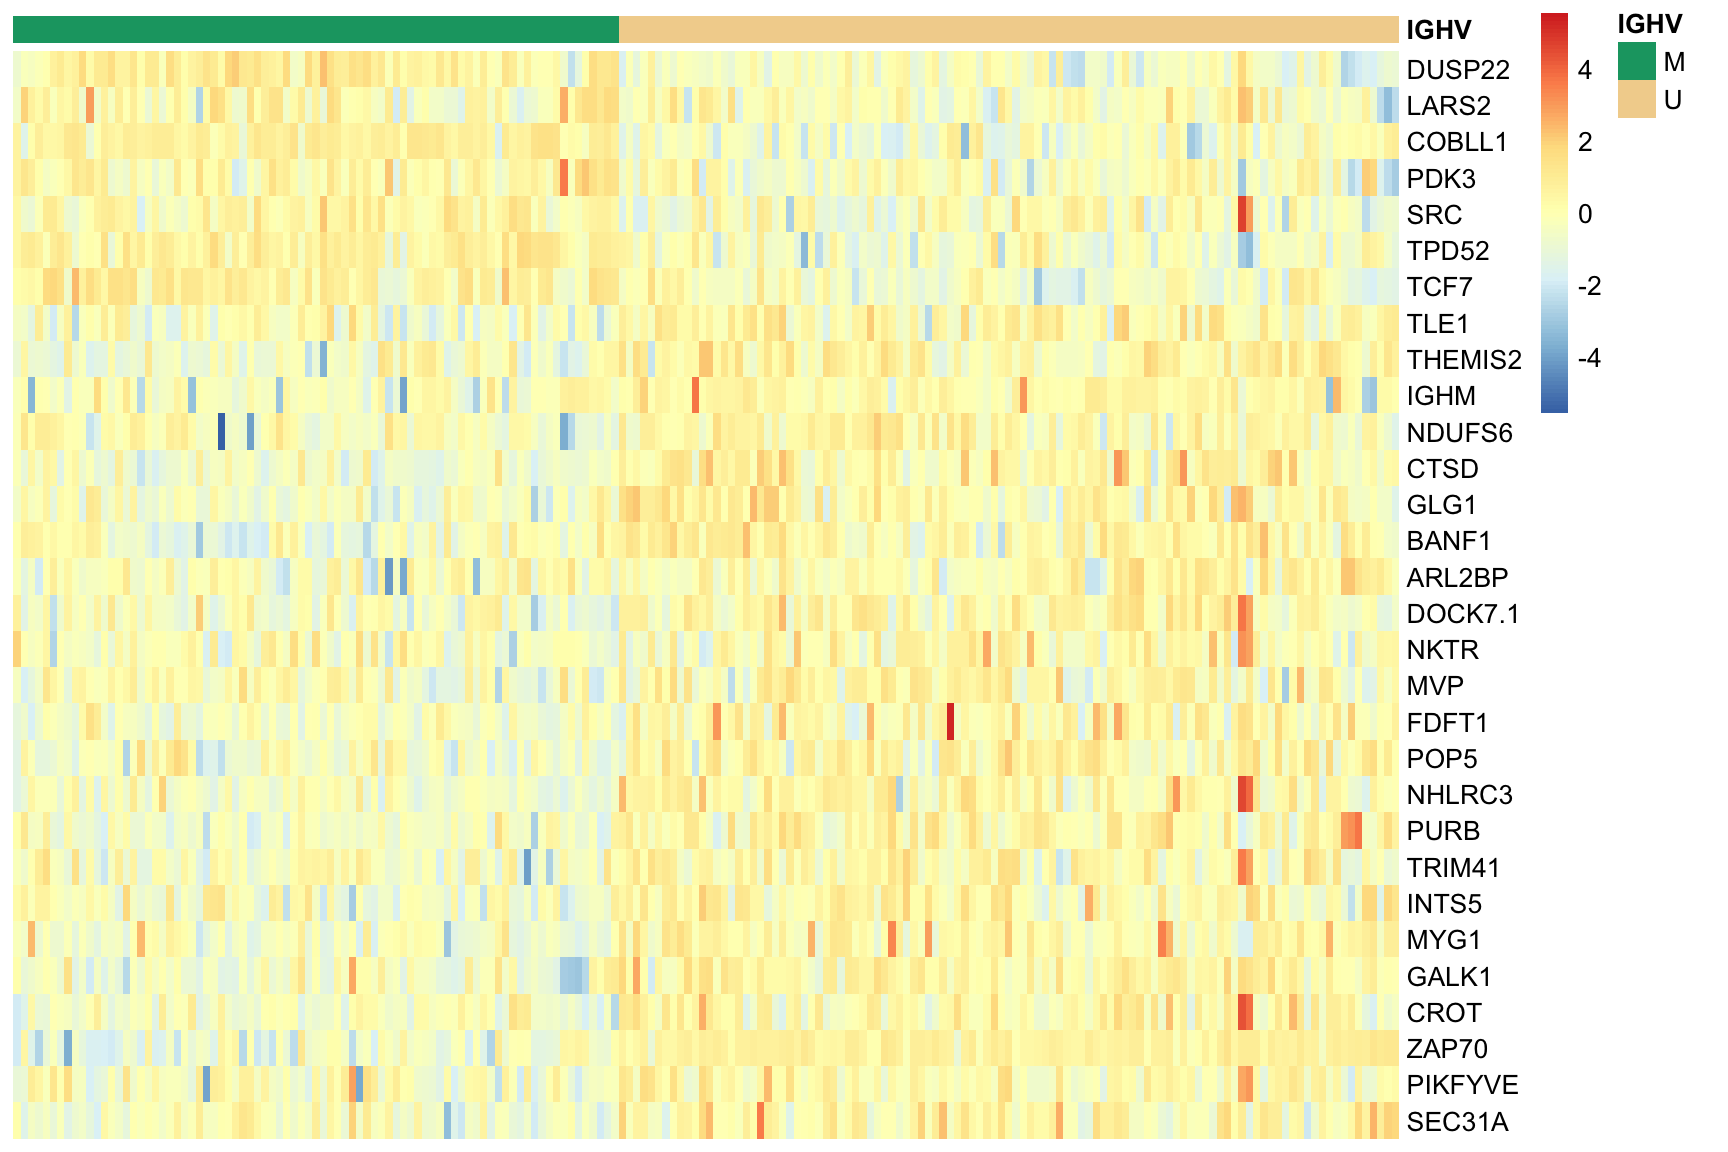 IGHV
DUSP22
LARS2
COBLL1
PDK3
SRC
TPD52
TCF7
TLE1
THEMIS2
IGHM
NDUFS6
CTSD
GLG1
BANF1
ARL2BP
DOCK7.1
NKTR
MVP
FDFT1
POP5
NHLRC3
PURB
TRIM41
INTS5
MYG1
GALK1
CROT
ZAP70
PIKFYVE
SEC31A
4
2
0
-2
-4
IGHV
M
U